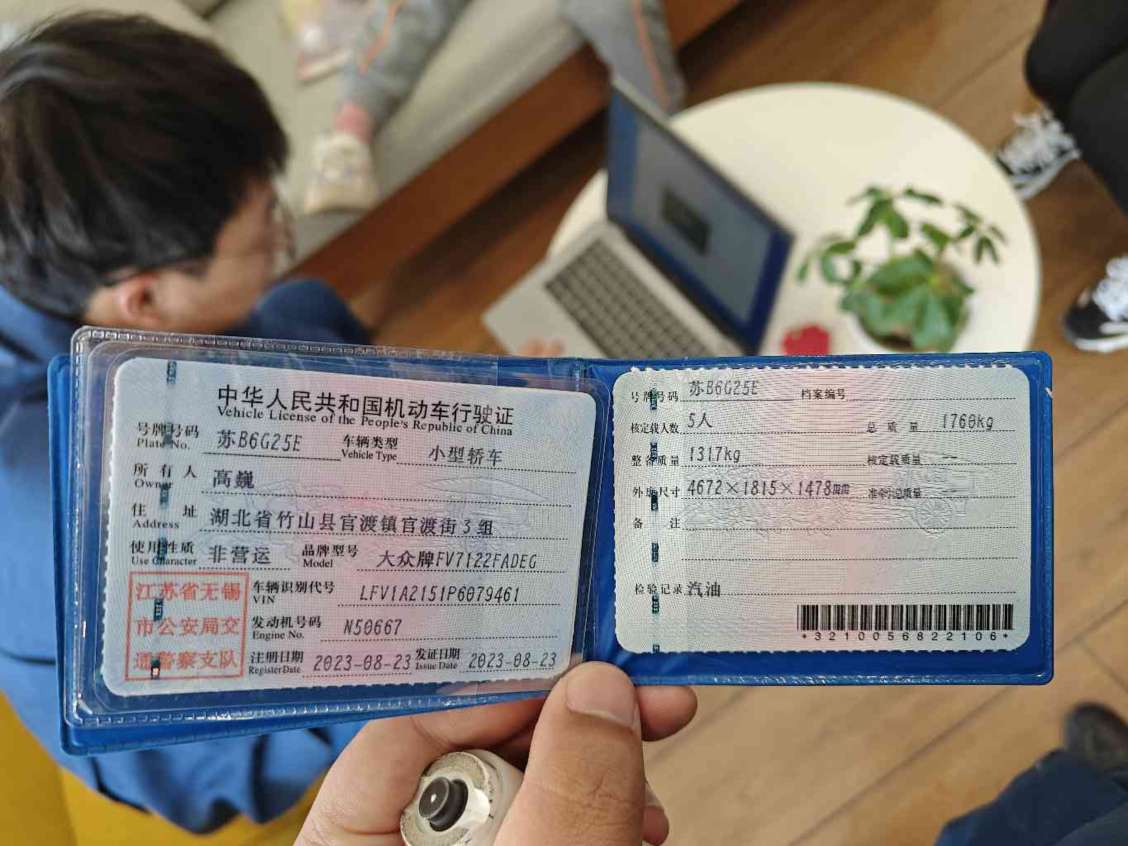 中华人民共和国机动车行驶证
Vehicle License of the People's Republic of China
号牌号码 苏B6G25E 车辆类型 小型轿车
Plate No. Vehicle Type
所有人 高巍
Owner
住址 湖北省竹山县官渡镇官渡街3组
Address
使用性质 非营运 品牌型号 大众牌FV7122FADEG
Use Character Model
江苏省无锡
市公安局交
通警察支队
车辆识别代号 LFV1A2151P6079461
VIN
发动机号码 N50667
Engine No.
注册日期 2023-08-23 发证日期 2023-08-23
Register Date Issue Date
号牌号码 苏B6G25E 档案编号
核定载人数 5人 总质量 1760kg
整备质量 1317kg 核定载质量 --
外廓尺寸 4672×1815×1478mm 准牵引总质量 --
备注
检验记录 汽油
*3210056822106*